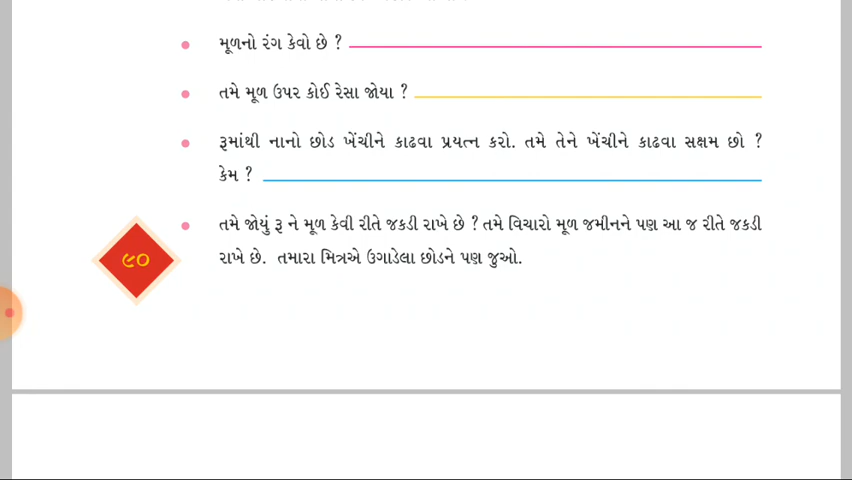 મૂળનો રંગ કેવો છે ?
તમે મૂળ ઉપર કોઈ રેસા જોયા ?
રૂમાંથી નાનો છોડ ખેંચીને કાઢવા પ્રયત્ન કરો. તમે તેને ખેંચીને કાઢવા સક્ષમ છો ?
કેમ ?
તમે જોયું રૂ ને મૂળ કેવી રીતે જકડી રાખે છે ? તમે વિચારો મૂળ જમીનને પણ આ જ રીતે જકડી
રાખે છે. તમારા મિત્રએ ઉગાડેલા છોડને પણ જુઓ.
૯૦